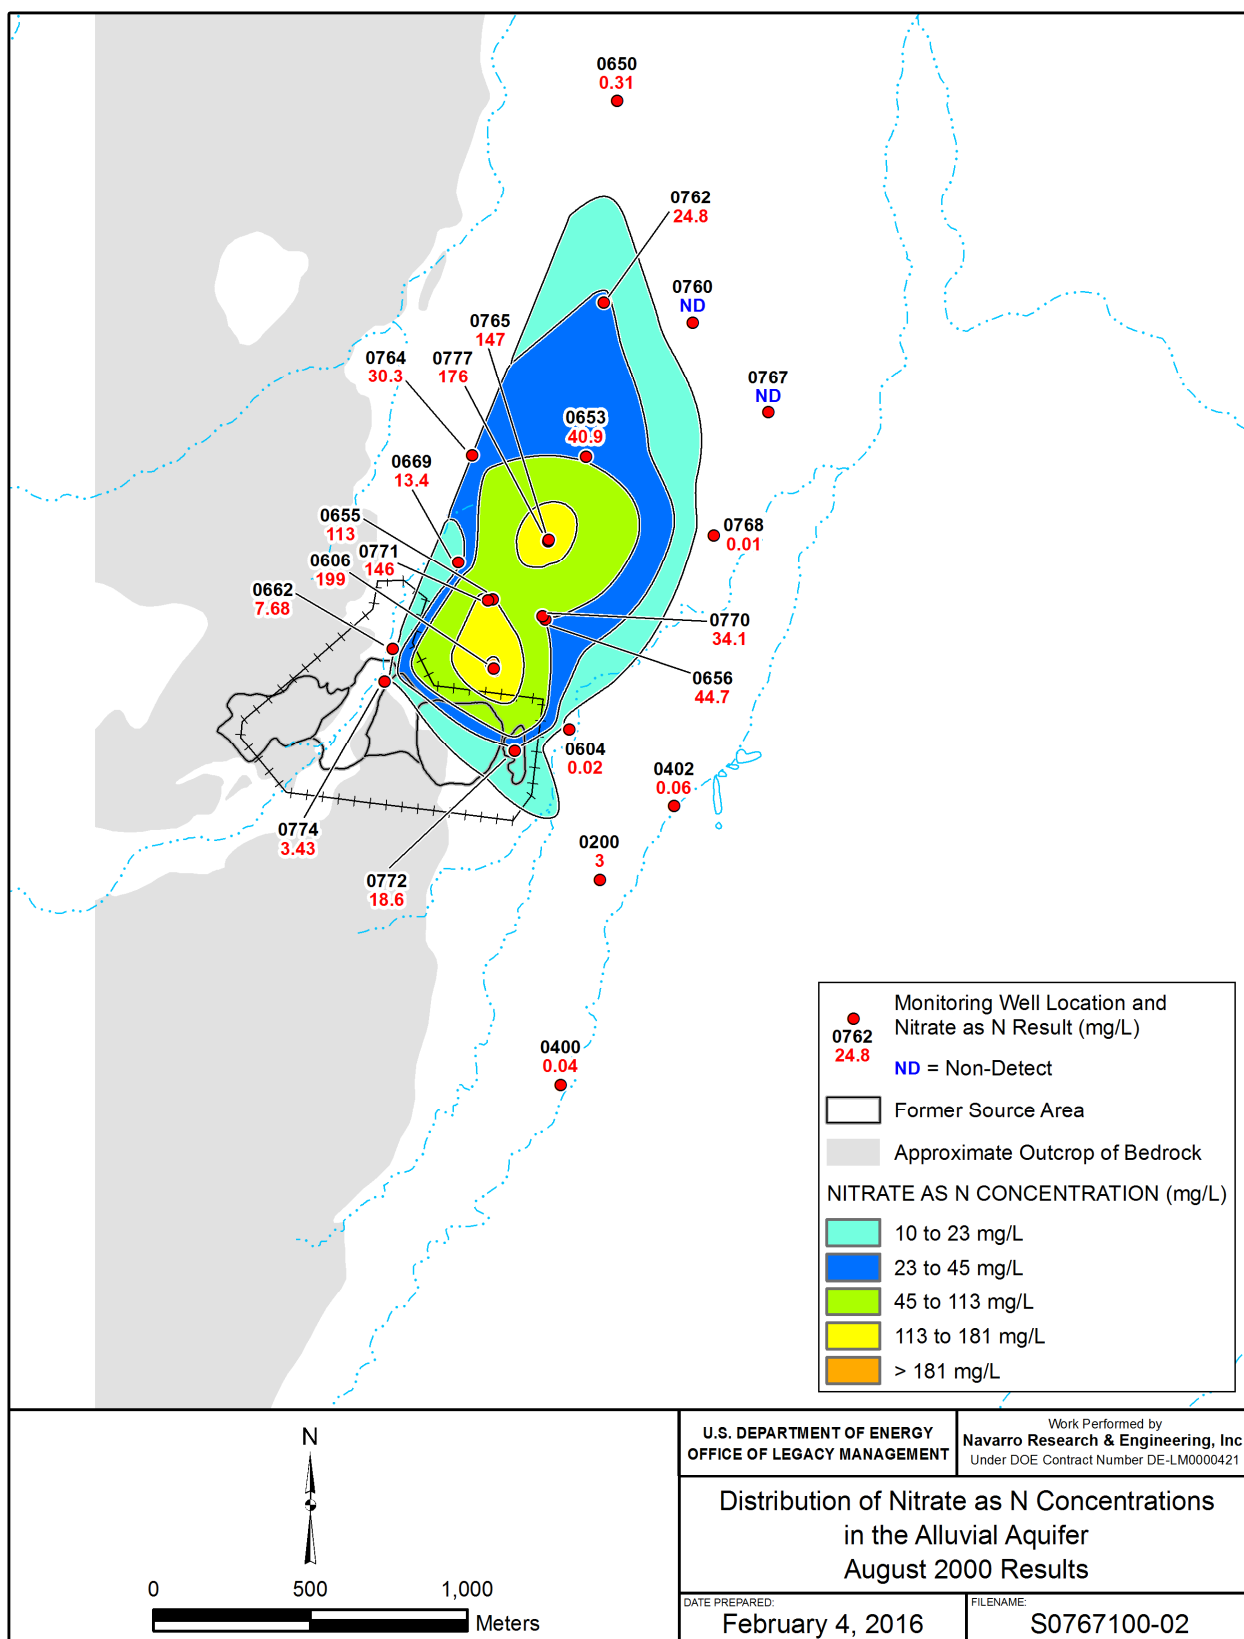 0650
0.31
0762
24.8
0760
ND
0765
147
0777
176
0764
30.3
0767
ND
0653
40.9
0669
13.4
0655
113
0771
146
0606
199
0768
0.01
0662
7.68
0770
34.1
0656
44.7
0604
0.02
0402
0.06
0774
3.43
0200
3
0772
18.6
0400
0.04
Monitoring Well Location and
Nitrate as N Result (mg/L)
0762
24.8
ND = Non-Detect
Former Source Area
Approximate Outcrop of Bedrock
NITRATE AS N CONCENTRATION (mg/L)
10 to 23 mg/L
23 to 45 mg/L
45 to 113 mg/L
113 to 181 mg/L
> 181 mg/L
N
0 500 1,000
Meters
U.S. DEPARTMENT OF ENERGY
OFFICE OF LEGACY MANAGEMENT
Work Performed by
Navarro Research & Engineering, Inc
Under DOE Contract Number DE-LM0000421
Distribution of Nitrate as N Concentrations
in the Alluvial Aquifer
August 2000 Results
DATE PREPARED:
February 4, 2016
FILENAME:
S0767100-02